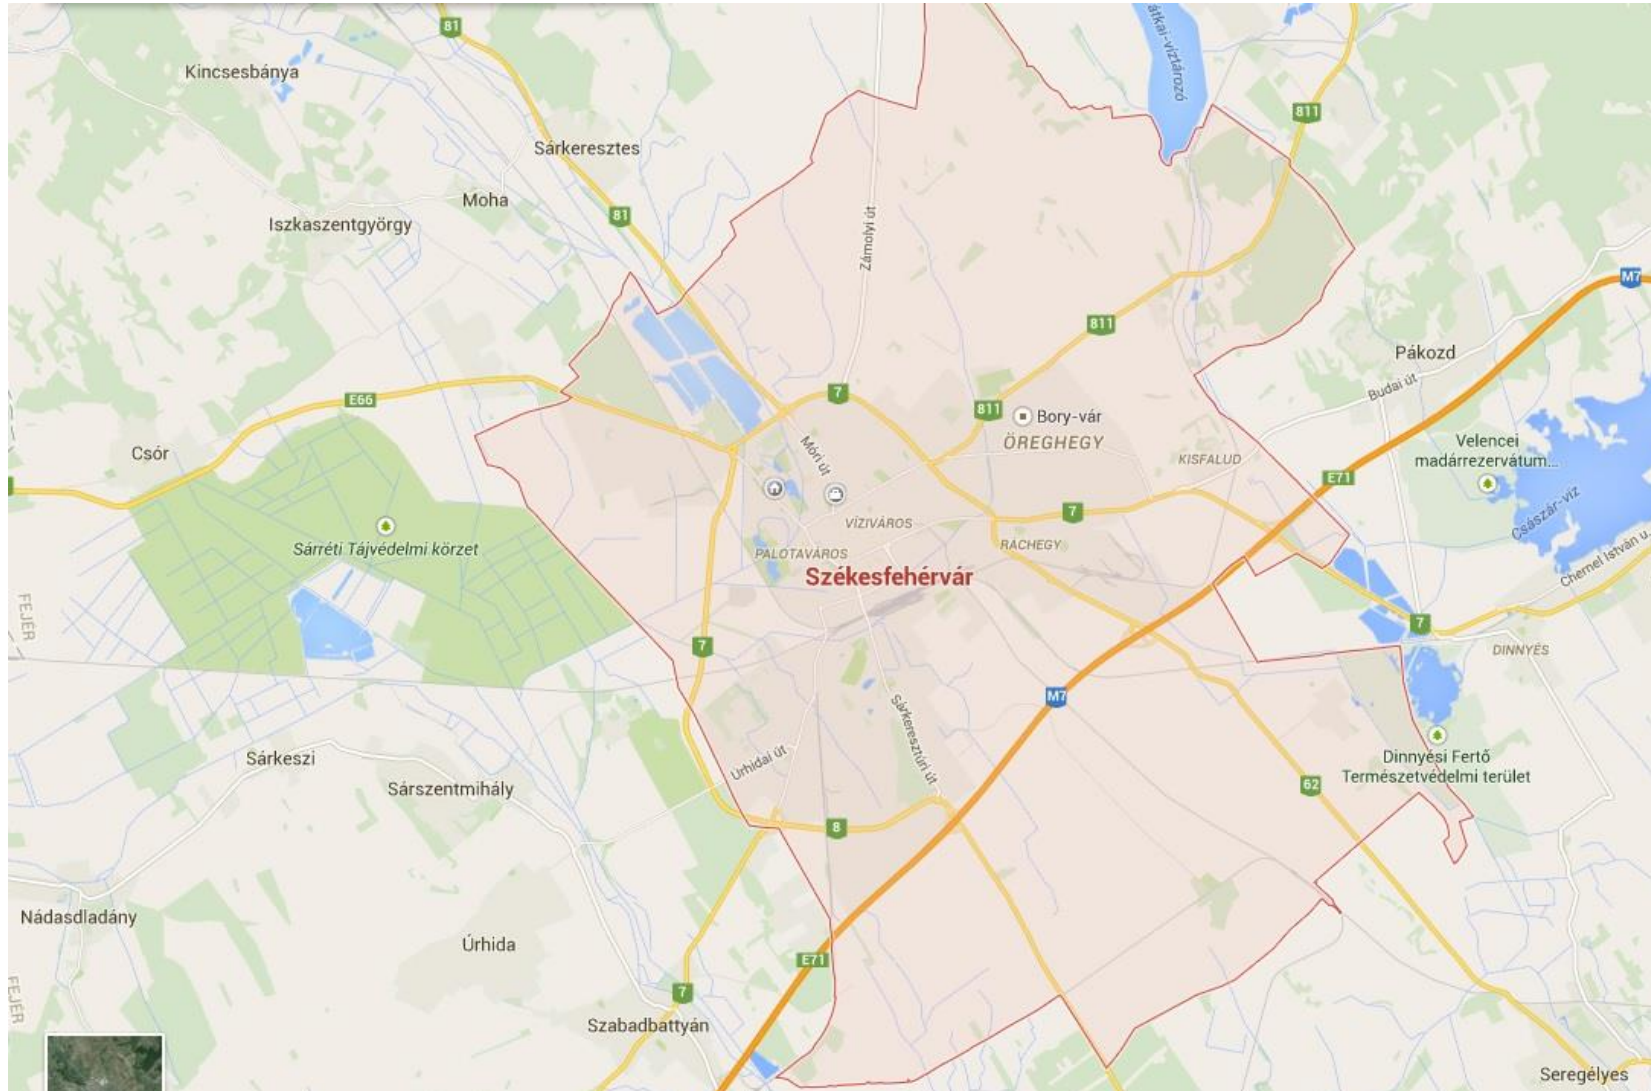 81
átkai-víztározó
Kincsesbánya
811
Sárkeresztes
Moha
81
Iszkaszentgyörgy
Zámolyi út
M7
811
Pákozd
7
Budai út
E66
811
Bory-vár
ÖREGHEGY
Móri út
Velencei
madárrezervátum...
Csór
KISFALUD
E71
Császár-víz
7
VÍZIVÁROS
Sárréti Tájvédelmi körzet
PALOTAVÁROS
RÁCHEGY
Chernel István u...
Székesfehérvár
FEJÉR
7
7
DINNYÉS
M7
Sárkeresztúri út
Sárkeszi
Úrhidai út
Dinnyési Fertő
Természetvédelmi terület
Sárszentmihály
62
8
Nádasdladány
Úrhida
E71
FEJÉR
7
Szabadbattyán
Seregélyes